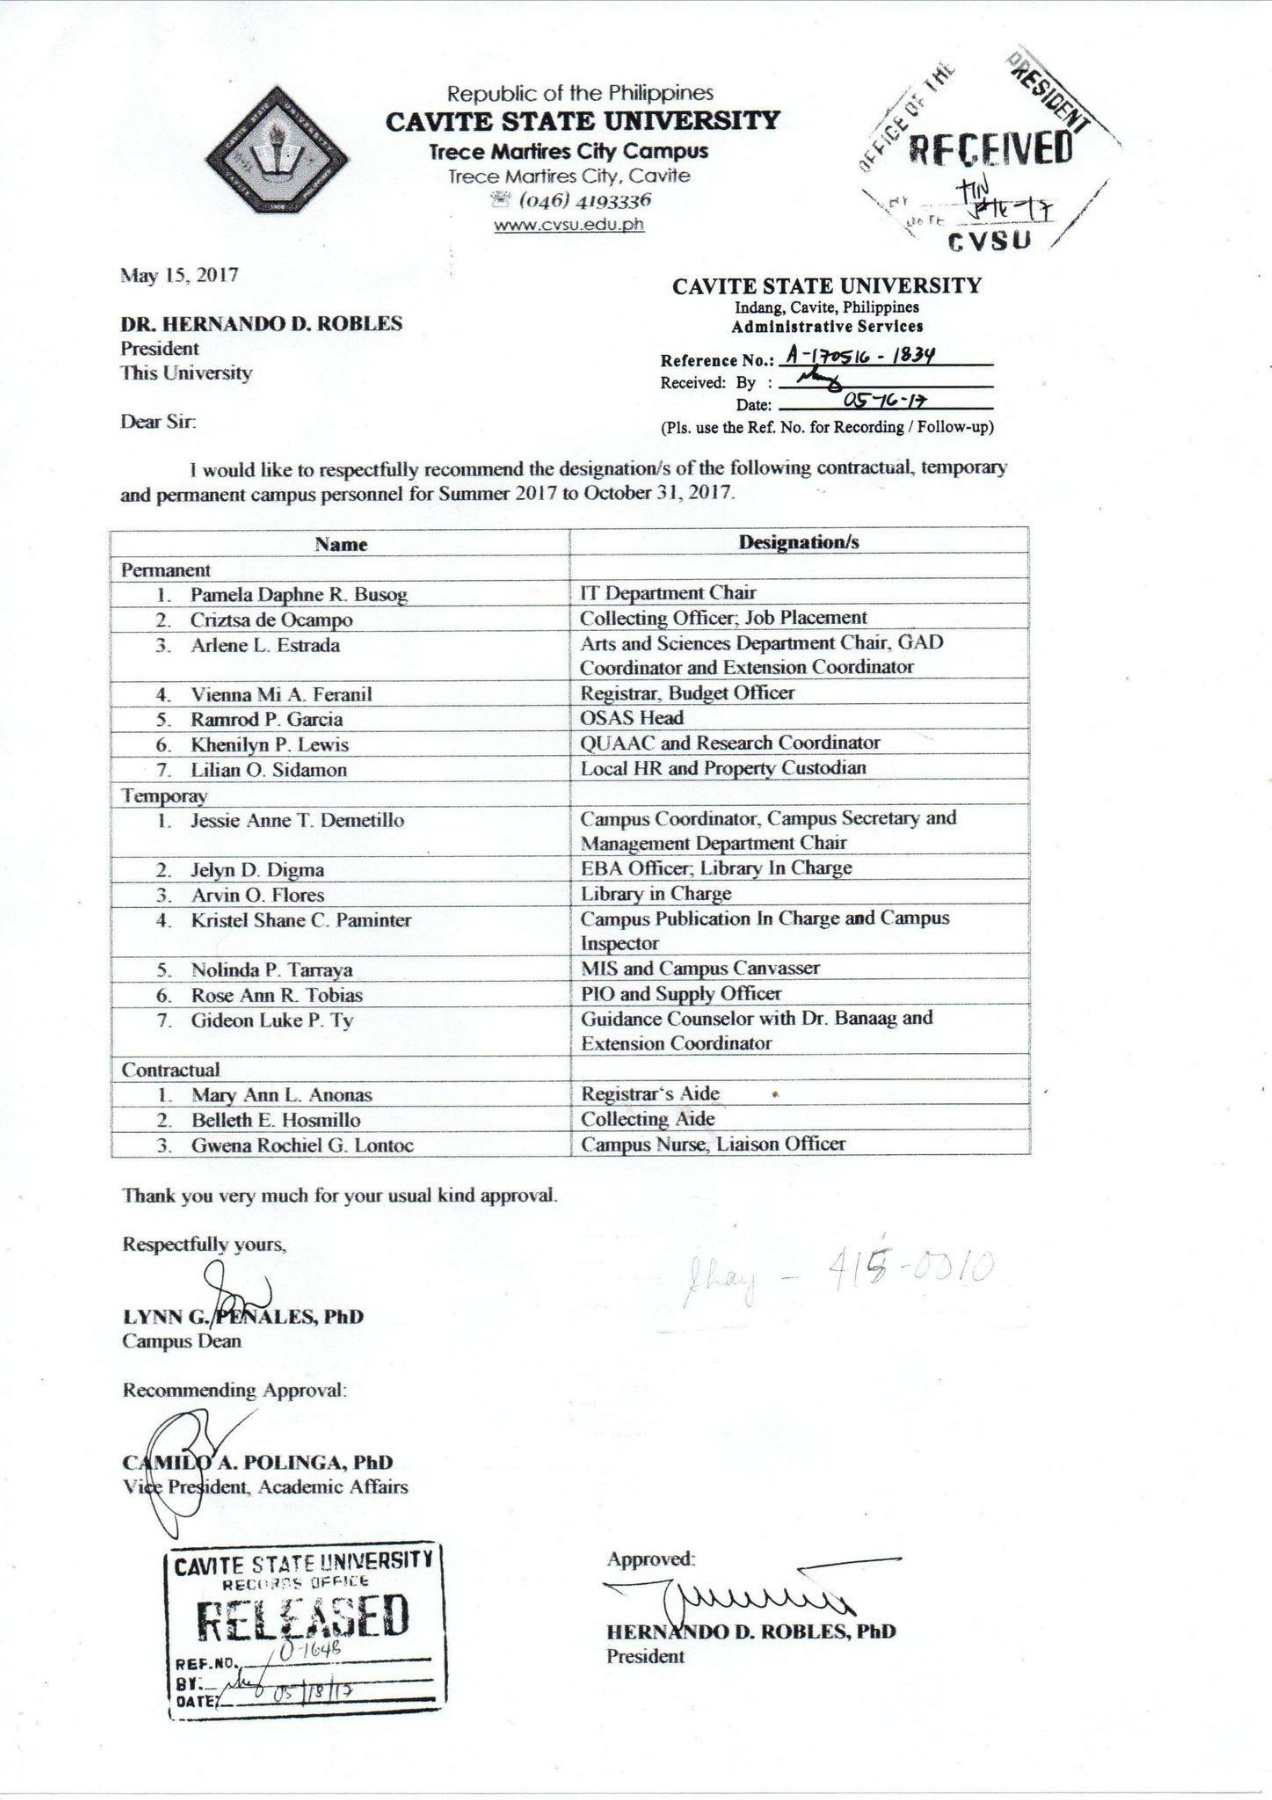 Republic of the Philippines
CAVITE STATE UNIVERSITY
Trece Martires City Campus
Trece Martires City, Cavite
☏ (046) 4193336
www.cvsu.edu.ph
CAVITE STATE UNIVERSITY PHILIPPINES
OFFICE OF THE PRESIDENT
RECEIVED
BY
DATE
CVSU
May 15, 2017
CAVITE STATE UNIVERSITY
Indang, Cavite, Philippines
Administrative Services
Reference No.: A-170516-1834
Received: By :
Date: 05-16-17
(Pls. use the Ref. No. for Recording / Follow-up)
DR. HERNANDO D. ROBLES
President
This University
Dear Sir:
I would like to respectfully recommend the designation/s of the following contractual, temporary
and permanent campus personnel for Summer 2017 to October 31, 2017.
Name Designation/s
Permanent
1. Pamela Daphne R. Busog IT Department Chair
2. Criztsa de Ocampo Collecting Officer; Job Placement
3. Arlene L. Estrada Arts and Sciences Department Chair, GAD
Coordinator and Extension Coordinator
4. Vienna Mi A. Feranil Registrar, Budget Officer
5. Ramrod P. Garcia OSAS Head
6. Khenilyn P. Lewis QUAAC and Research Coordinator
7. Lilian O. Sidamon Local HR and Property Custodian
Temporay
1. Jessie Anne T. Demetillo Campus Coordinator, Campus Secretary and
Management Department Chair
2. Jelyn D. Digma EBA Officer; Library In Charge
3. Arvin O. Flores Library in Charge
4. Kristel Shane C. Paminter Campus Publication In Charge and Campus
Inspector
5. Nolinda P. Tarraya MIS and Campus Canvasser
6. Rose Ann R. Tobias PIO and Supply Officer
7. Gideon Luke P. Ty Guidance Counselor with Dr. Banaag and
Extension Coordinator
Contractual
1. Mary Ann L. Anonas Registrar‘s Aide
2. Belleth E. Hosmillo Collecting Aide
3. Gwena Rochiel G. Lontoc Campus Nurse, Liaison Officer
Thank you very much for your usual kind approval.
Respectfully yours,
LYNN G. PENALES, PhD
Campus Dean
Shay - 415-0010
Recommending Approval:
CAMILO A. POLINGA, PhD
Vice President, Academic Affairs
CAVITE STATE UNIVERSITY
RECORDS OFFICE
RELEASED
REF.NO. 0-1648
BY:
DATE: 05/18/17
Approved:
HERNANDO D. ROBLES, PhD
President